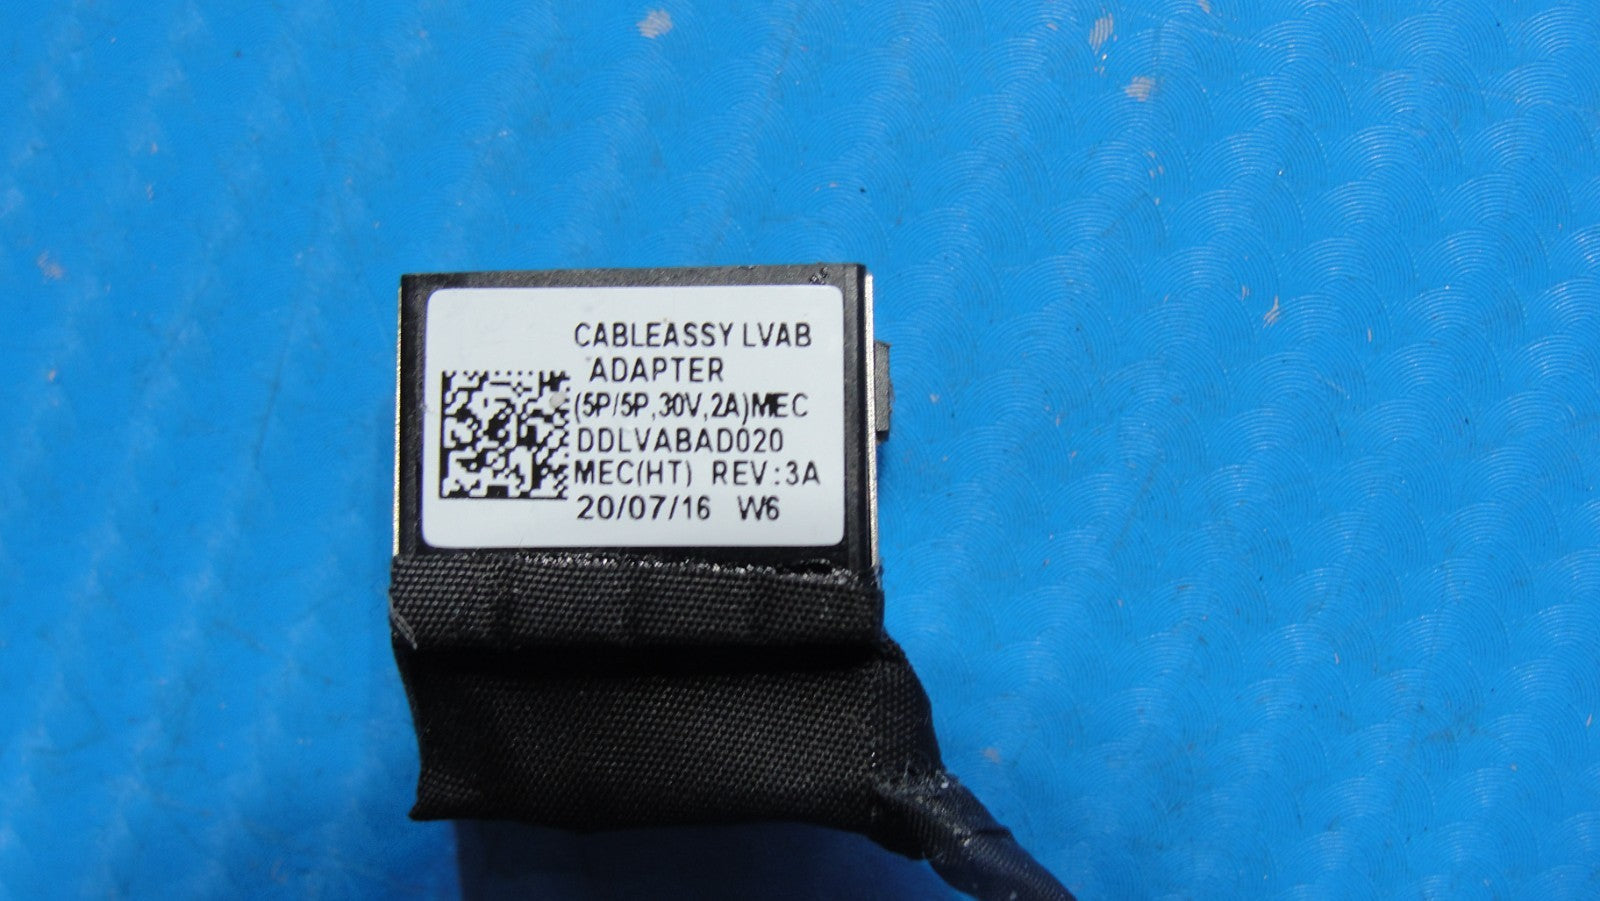 CABLEASSY LVAB
ADAPTER
(5P/5P,30V,2A)MEC
DDLVABAD020
MEC(HT) REV:3A
20/07/16 W6